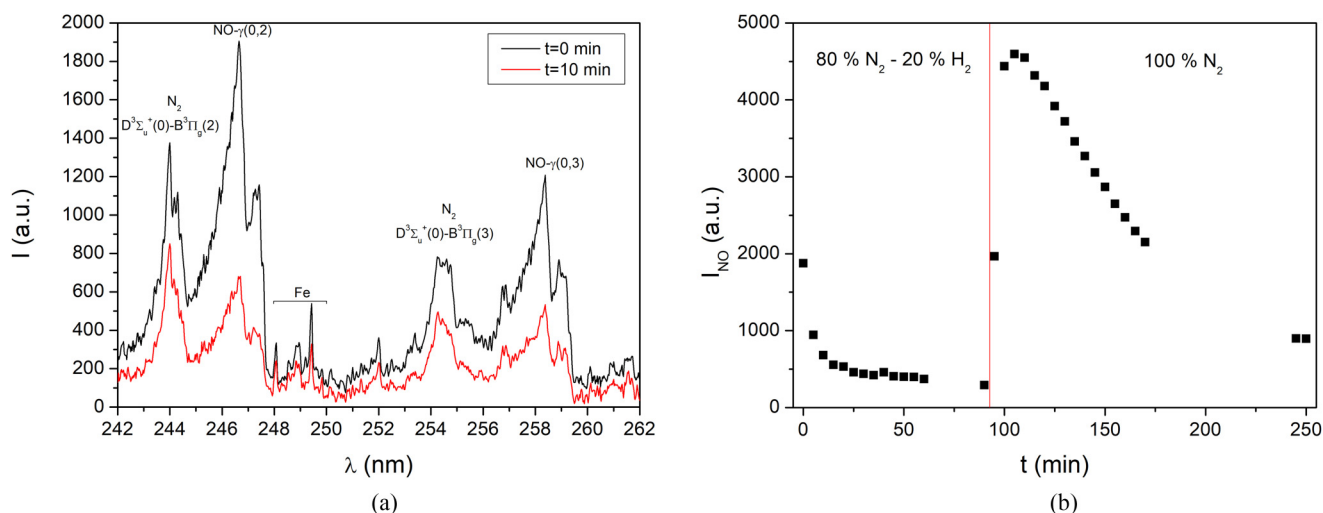 2000
1800
1600
1400
1200
1000
800
600
400
200
0
I (a.u.)
NO-γ(0,2)
t=0 min
t=10 min
N₂
D³Σᵤ⁺(0)-B³Π_g(2)
NO-γ(0,3)
N₂
D³Σᵤ⁺(0)-B³Π_g(3)
Fe
242 244 246 248 250 252 254 256 258 260 262
λ (nm)
(a)
5000
4000
3000
2000
1000
0
I_NO (a.u.)
80 % N₂ - 20 % H₂
100 % N₂
0 50 100 150 200 250
t (min)
(b)